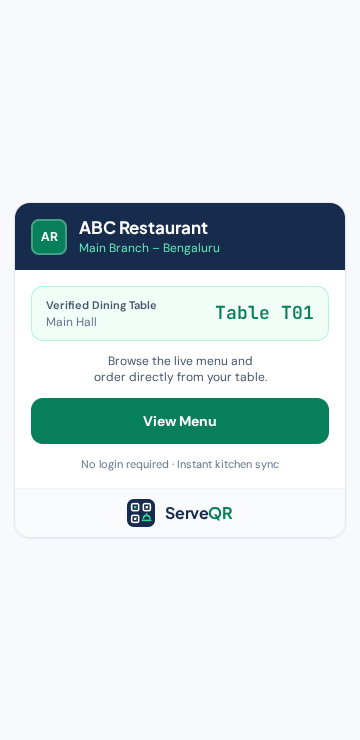 AR
ABC Restaurant
Main Branch – Bengaluru
Verified Dining Table
Main Hall
Table T01
Browse the live menu and
order directly from your table.
View Menu
No login required · Instant kitchen sync
ServeQR